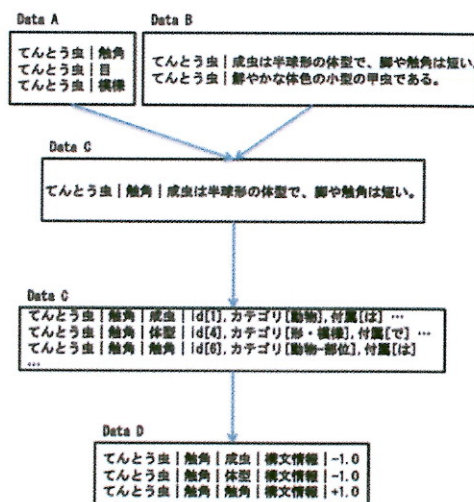 Data A
Data B
てんとう虫 | 触角
てんとう虫 | 目
てんとう虫 | 模様
てんとう虫 | 成虫は半球形の体型で、脚や触角は短い。
てんとう虫 | 鮮やかな体色の小型の甲虫である。
Data C
てんとう虫 | 触角 | 成虫は半球形の体型で、脚や触角は短い。
Data C
てんとう虫 | 触角 | 成虫 | id[1],カテゴリ[動物],付属[は] …
てんとう虫 | 触角 | 体型 | id[4],カテゴリ[形・模様],付属[で] …
てんとう虫 | 触角 | 触角 | id[6],カテゴリ[動物-部位],付属[は]
…
Data D
てんとう虫 | 触角 | 成虫 | 構文情報 | -1.0
てんとう虫 | 触角 | 体型 | 構文情報 | -1.0
てんとう虫 | 触角 | 触角 | 構文情報 | +1.0